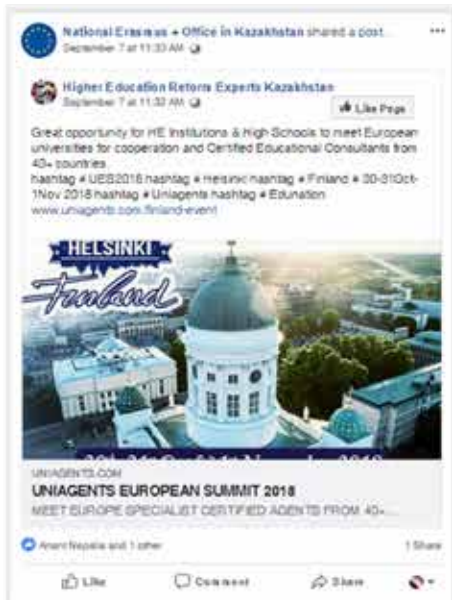 National Erasmus + Office in Kazakhstan shared a post.
September 7 at 11:33 AM
Higher Education Reform Experts Kazakhstan
September 7 at 11:32 AM
Like Page
Great opportunity for HE Institutions & High Schools to meet European
universities for cooperation and Certified Educational Consultants from
40+ countries
hashtag # UES2018 hashtag # Helsinki hashtag # Finland # 30-31Oct-
1Nov 2018 hashtag # Uniagents hashtag # Edunation
www.uniagents.com/finland-event
HELSINKI
Finland
UNIAGENTS.COM
UNIAGENTS EUROPEAN SUMMIT 2018
MEET EUROPE SPECIALIST CERTIFIED AGENTS FROM 40+...
Anant Nepalia and 1 other
1 Share
Like
Comment
Share